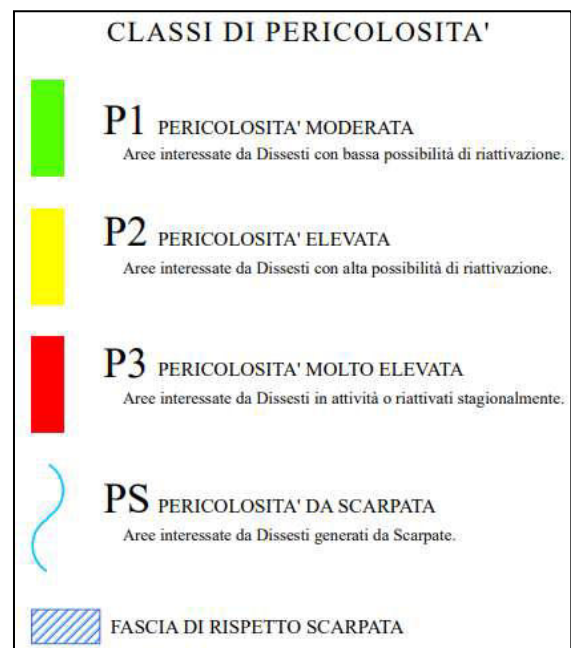 CLASSI DI PERICOLOSITA'
P1 PERICOLOSITA' MODERATA
Aree interessate da Dissesti con bassa possibilità di riattivazione.
P2 PERICOLOSITA' ELEVATA
Aree interessate da Dissesti con alta possibilità di riattivazione.
P3 PERICOLOSITA' MOLTO ELEVATA
Aree interessate da Dissesti in attività o riattivati stagionalmente.
PS PERICOLOSITA' DA SCARPATA
Aree interessate da Dissesti generati da Scarpate.
FASCIA DI RISPETTO SCARPATA